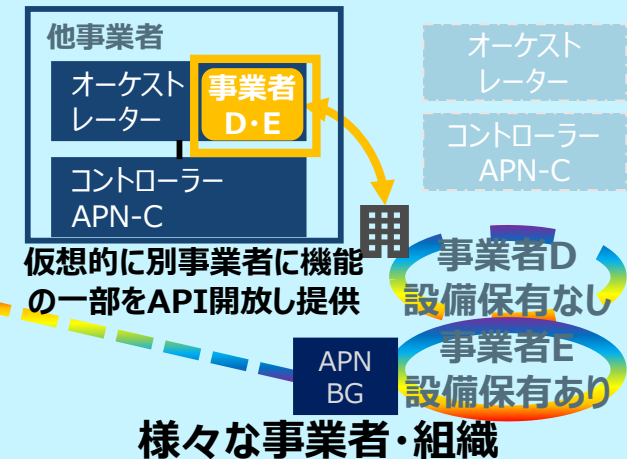 他事業者
オーケスト
レーター
事業者
D・E
コントローラー
APN-C
オーケスト
レーター
コントローラー
APN-C
仮想的に別事業者に機能
の一部をAPI開放し提供
事業者D
設備保有なし
事業者E
設備保有あり
APN
BG
様々な事業者・組織